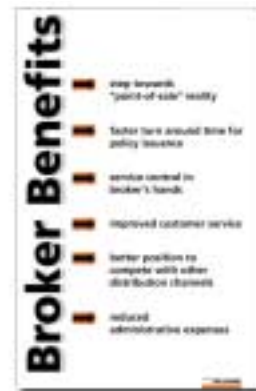 Broker Benefits
step towards
"point-of-sale" reality
faster turn around time for
policy issuance
service control in
broker's hands
improved customer service
better position to
compete with other
distribution channels
reduced
administrative expenses